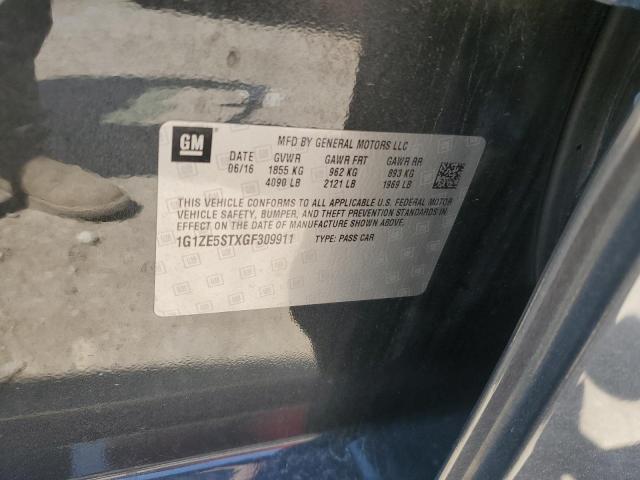 GM
MFD BY GENERAL MOTORS LLC
DATE GVWR GAWR FRT GAWR RR
06/16 1855 KG 962 KG 893 KG
4090 LB 2121 LB 1969 LB
THIS VEHICLE CONFORMS TO ALL APPLICABLE U.S. FEDERAL MOTOR
VEHICLE SAFETY, BUMPER, AND THEFT PREVENTION STANDARDS IN
EFFECT ON THE DATE OF MANUFACTURE SHOWN ABOVE.
1G1ZE5STXGF309911 TYPE: PASS CAR